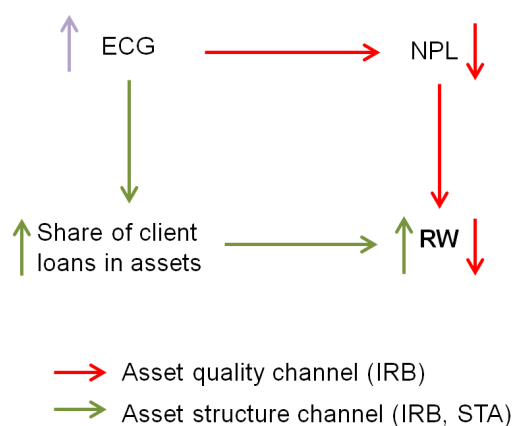 ECG
NPL
Share of client
loans in assets
RW
Asset quality channel (IRB)
Asset structure channel (IRB, STA)